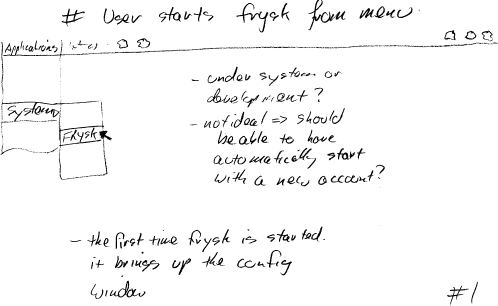 # User starts frysk from menu
Applications
System
Frysk
- under system or
development?
- not ideal => should
be able to have
automatically start
with a new account?
- the first time frysk is started.
it brings up the config
window
#1